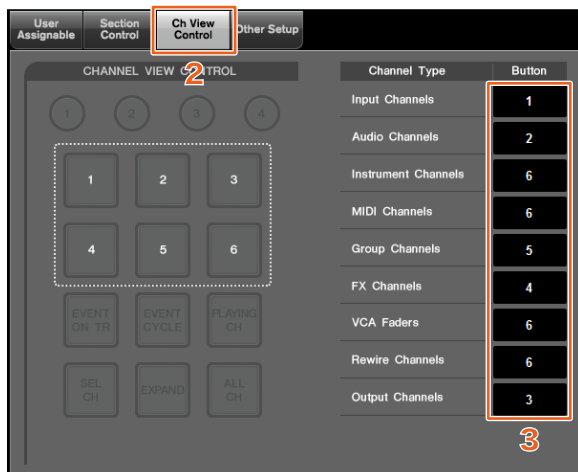 User Assignable
Section Control
Ch View Control
Other Setup
2
CHANNEL VIEW CONTROL
1 2 3 4
1 2 3
4 5 6
EVENT ON TR
EVENT CYCLE
PLAYING CH
SEL CH
EXPAND
ALL CH
Channel Type Button
Input Channels 1
Audio Channels 2
Instrument Channels 6
MIDI Channels 6
Group Channels 5
FX Channels 4
VCA Faders 6
Rewire Channels 6
Output Channels 3
3